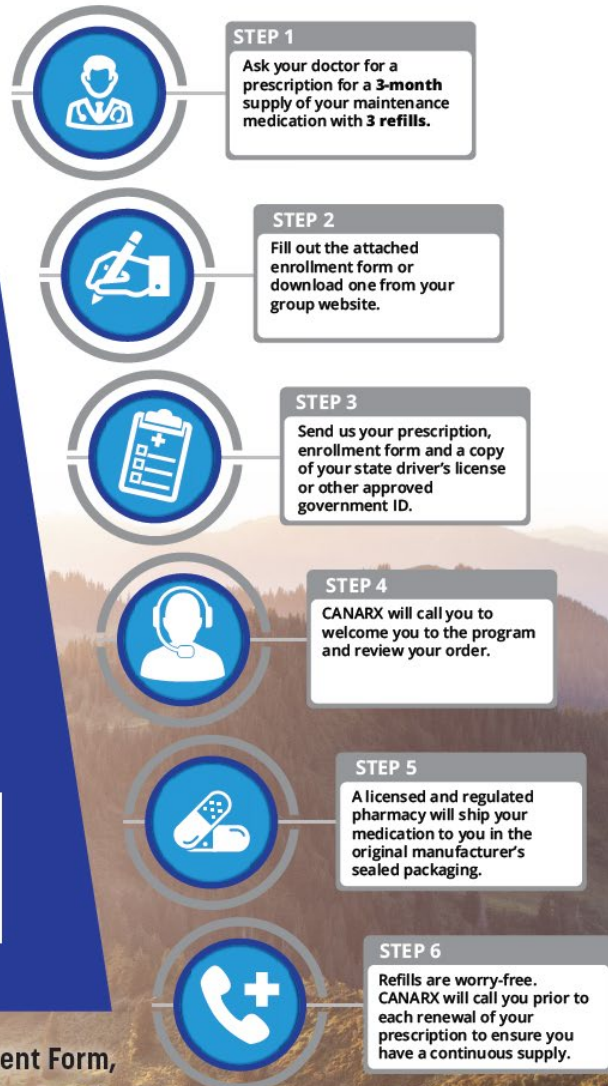 STEP 1
Ask your doctor for a
prescription for a 3-month
supply of your maintenance
medication with 3 refills.
STEP 2
Fill out the attached
enrollment form or
download one from your
group website.
STEP 3
Send us your prescription,
enrollment form and a copy
of your state driver's license
or other approved
government ID.
STEP 4
CANARX will call you to
welcome you to the program
and review your order.
STEP 5
A licensed and regulated
pharmacy will ship your
medication to you in the
original manufacturer's
sealed packaging.
STEP 6
Refills are worry-free.
CANARX will call you prior to
each renewal of your
prescription to ensure you
have a continuous supply.
ent Form,